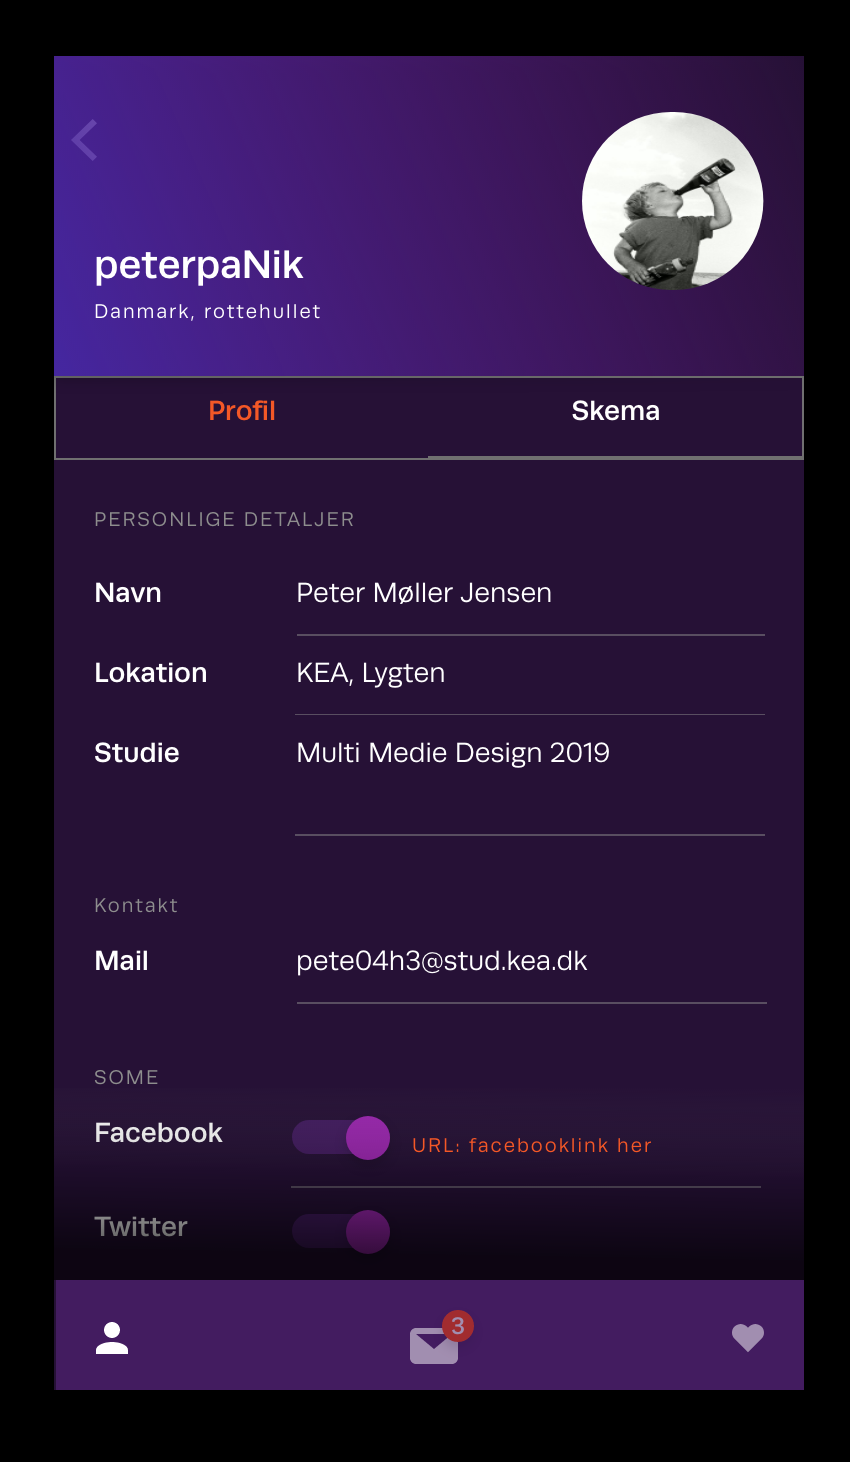 peterpaNik
Danmark, rottehullet
Profil Skema
PERSONLIGE DETALJER
Navn Peter Møller Jensen
Lokation KEA, Lygten
Studie Multi Medie Design 2019
Kontakt
Mail pete04h3@stud.kea.dk
SOME
Facebook URL: facebooklink her
Twitter
3